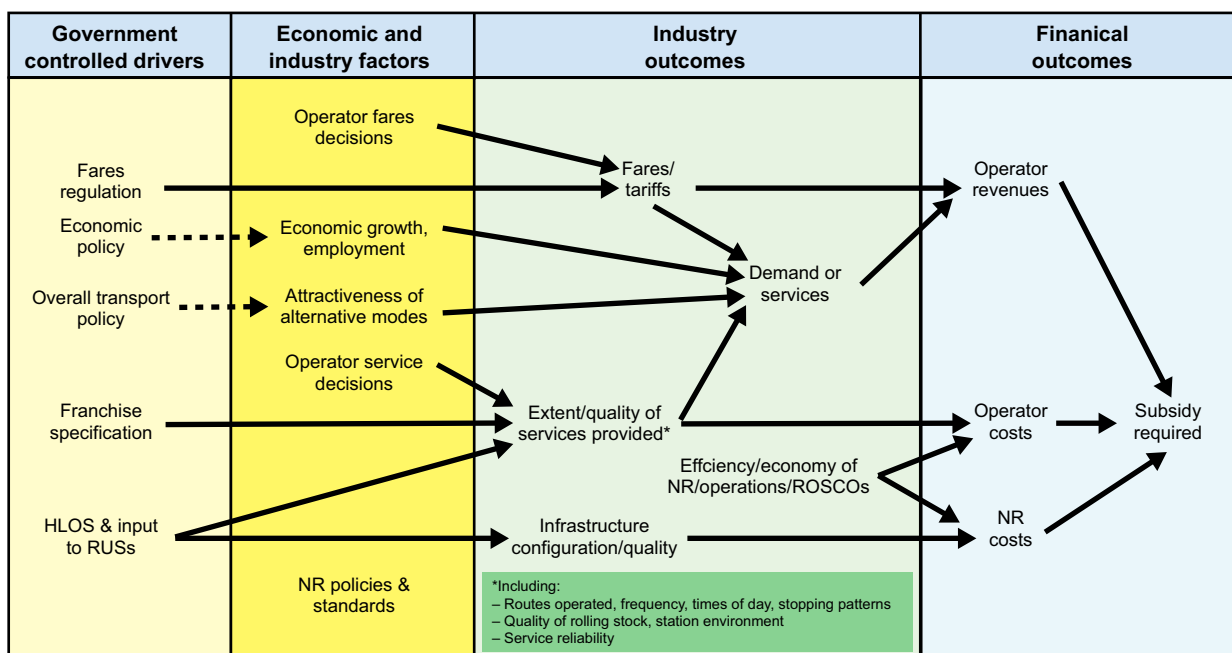 Government
controlled drivers
Economic and
industry factors
Industry
outcomes
Finanical
outcomes
Operator fares
decisions
Fares
regulation
Fares/
tariffs
Operator
revenues
Economic
policy
Economic growth,
employment
Demand or
services
Overall transport
policy
Attractiveness of
alternative modes
Operator service
decisions
Franchise
specification
Extent/quality of
services provided*
Operator
costs
Subsidy
required
Effciency/economy of
NR/operations/ROSCOs
HLOS & input
to RUSs
Infrastructure
configuration/quality
NR
costs
NR policies &
standards
*Including:
– Routes operated, frequency, times of day, stopping patterns
– Quality of rolling stock, station environment
– Service reliability